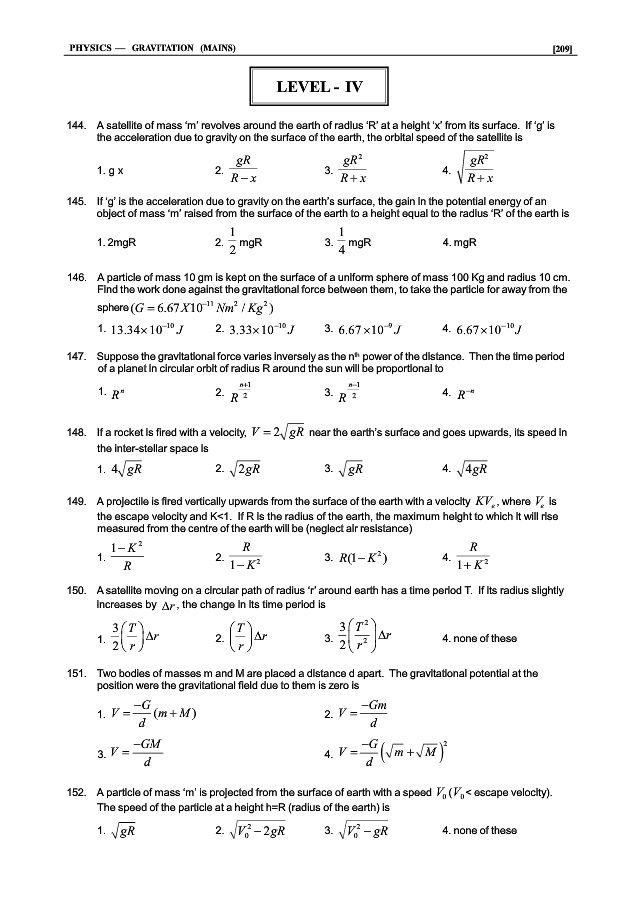 PHYSICS — GRAVITATION (MAINS) [209]
LEVEL - IV
144. A satellite of mass ‘m’ revolves around the earth of radius ‘R’ at a height ‘x’ from its surface. If ‘g’ is
the acceleration due to gravity on the surface of the earth, the orbital speed of the satellite is
1. g x 2. \frac{gR}{R-x} 3. \frac{gR^2}{R+x} 4. \sqrt{\frac{gR^2}{R+x}}
145. If ‘g’ is the acceleration due to gravity on the earth’s surface, the gain in the potential energy of an
object of mass ‘m’ raised from the surface of the earth to a height equal to the radius ‘R’ of the earth is
1. 2mgR 2. \frac{1}{2} mgR 3. \frac{1}{4} mgR 4. mgR
146. A particle of mass 10 gm is kept on the surface of a uniform sphere of mass 100 Kg and radius 10 cm.
Find the work done against the gravitational force between them, to take the particle for away from the
sphere (G = 6.67 X10^{-11} Nm^2 / Kg^2)
1. 13.34×10^{-10} J 2. 3.33×10^{-10} J 3. 6.67×10^{-9} J 4. 6.67×10^{-10} J
147. Suppose the gravitational force varies inversely as the n^{th} power of the distance. Then the time period
of a planet in circular orbit of radius R around the sun will be proportional to
1. R^n 2. R^{\frac{n+1}{2}} 3. R^{\frac{n-1}{2}} 4. R^{-n}
148. If a rocket is fired with a velocity, V = 2\sqrt{gR} near the earth’s surface and goes upwards, its speed in
the inter-stellar space is
1. 4\sqrt{gR} 2. \sqrt{2gR} 3. \sqrt{gR} 4. \sqrt{4gR}
149. A projectile is fired vertically upwards from the surface of the earth with a velocity KV_e, where V_e is
the escape velocity and K<1. If R is the radius of the earth, the maximum height to which it will rise
measured from the centre of the earth will be (neglect air resistance)
1. \frac{1-K^2}{R} 2. \frac{R}{1-K^2} 3. R(1-K^2) 4. \frac{R}{1+K^2}
150. A satellite moving on a circular path of radius ‘r’ around earth has a time period T. If its radius slightly
increases by Δr, the change in its time period is
1. \frac{3}{2}\left(\frac{T}{r}\right)Δr 2. \left(\frac{T}{r}\right)Δr 3. \frac{3}{2}\left(\frac{T^2}{r^2}\right)Δr 4. none of these
151. Two bodies of masses m and M are placed a distance d apart. The gravitational potential at the
position were the gravitational field due to them is zero is
1. V = \frac{-G}{d}(m+M) 2. V = \frac{-Gm}{d}
3. V = \frac{-GM}{d} 4. V = \frac{-G}{d}\left(\sqrt{m}+\sqrt{M}\right)^2
152. A particle of mass ‘m’ is projected from the surface of earth with a speed V_0 (V_0 < escape velocity).
The speed of the particle at a height h=R (radius of the earth) is
1. \sqrt{gR} 2. \sqrt{V_0^2-2gR} 3. \sqrt{V_0^2-gR} 4. none of these